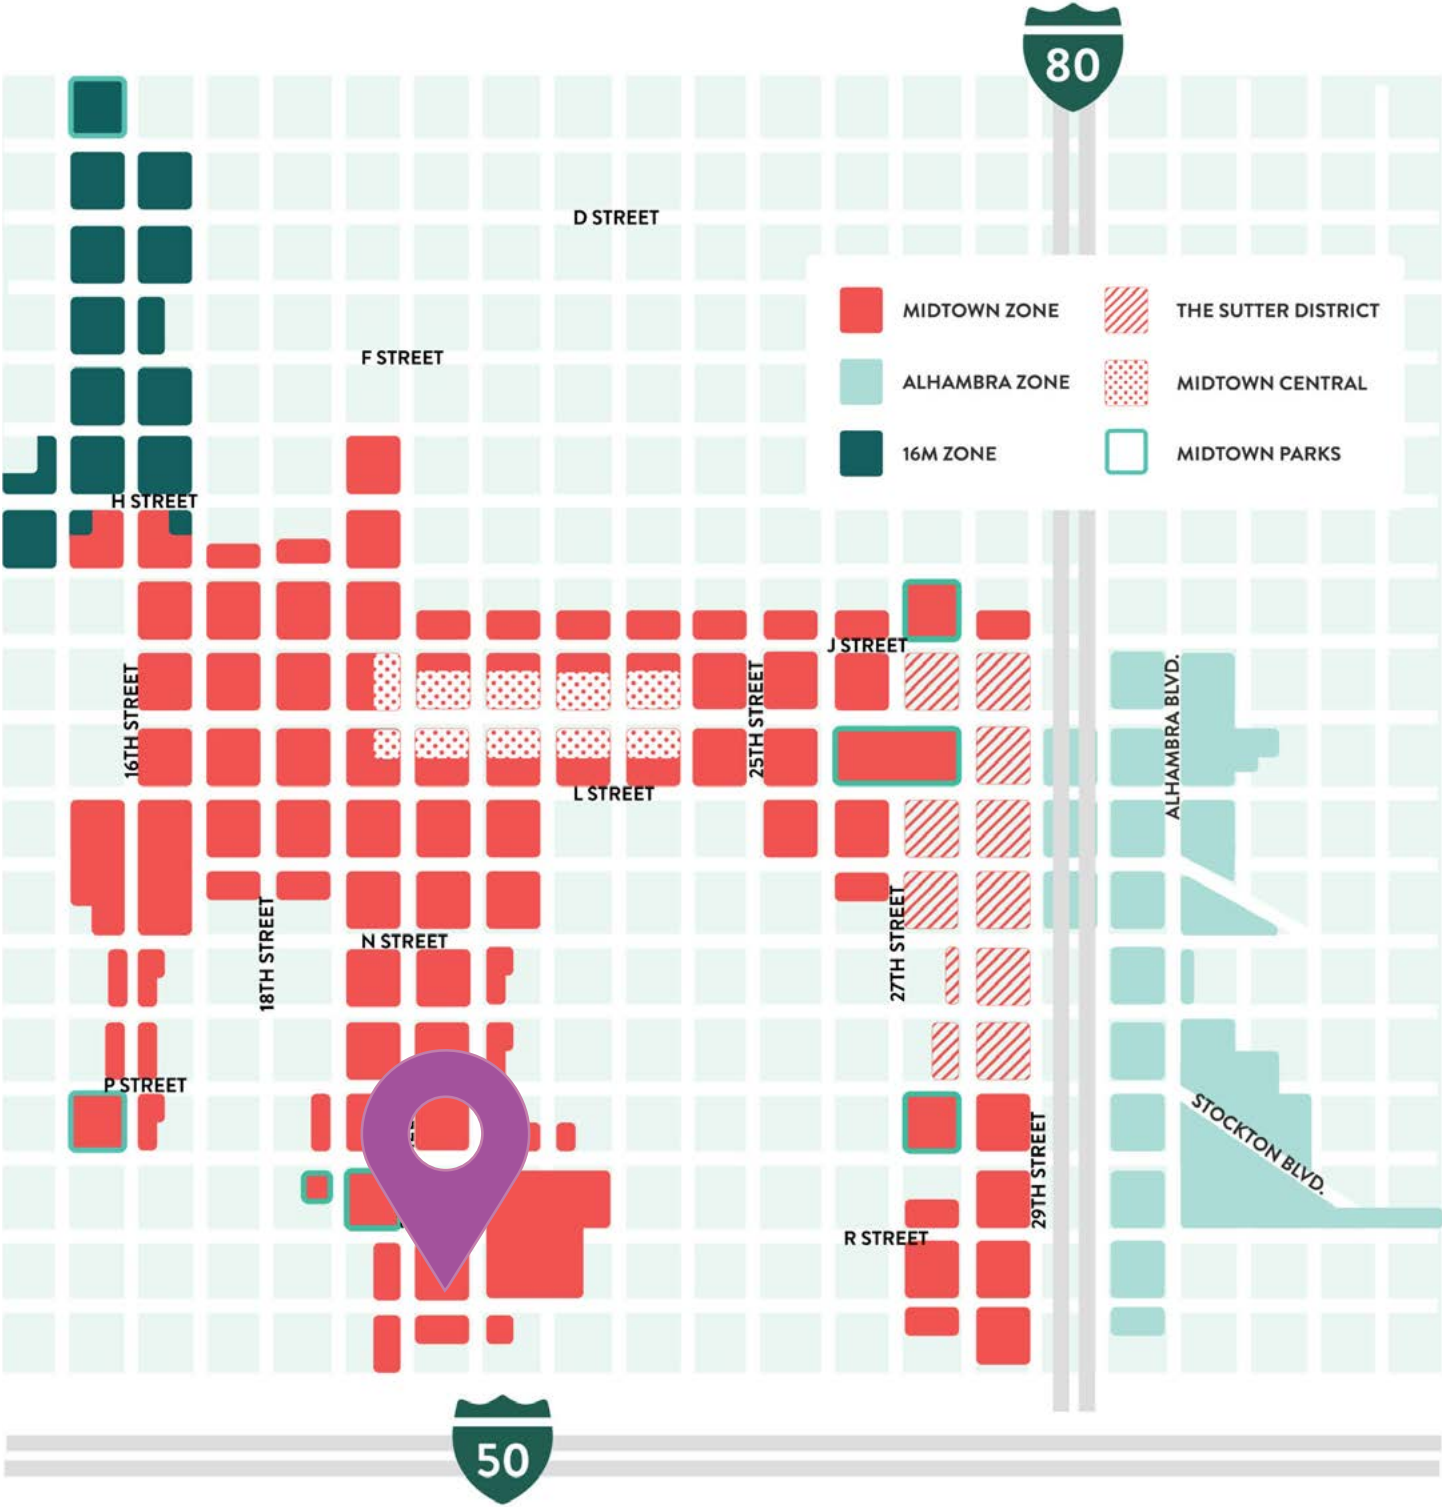 80
D STREET
MIDTOWN ZONE
THE SUTTER DISTRICT
F STREET
ALHAMBRA ZONE
MIDTOWN CENTRAL
16M ZONE
MIDTOWN PARKS
H STREET
J STREET
16TH STREET
25TH STREET
ALHAMBRA BLVD.
L STREET
18TH STREET
27TH STREET
N STREET
P STREET
STOCKTON BLVD.
29TH STREET
R STREET
50